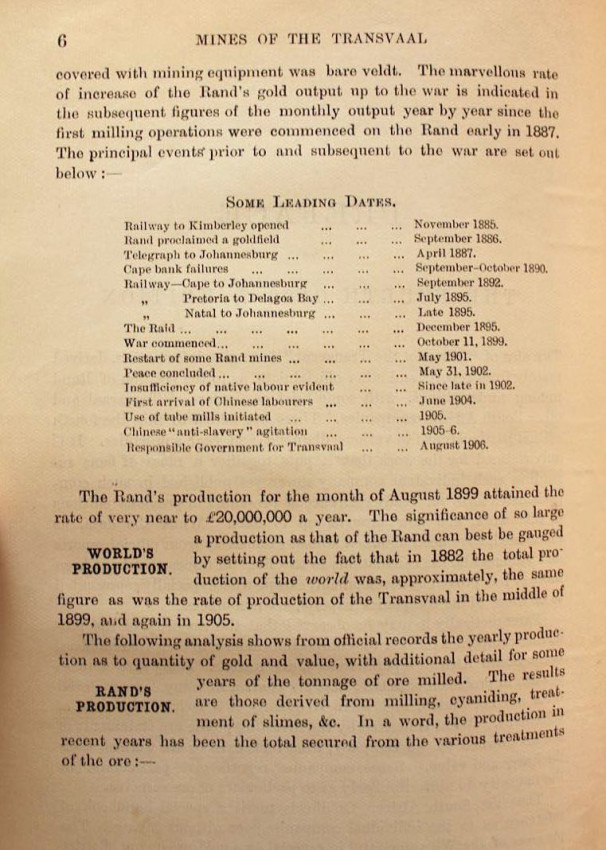 6 MINES OF THE TRANSVAAL
covered with mining equipment was bare veldt. The marvellous rate
of increase of the Rand's gold output up to the war is indicated in
the subsequent figures of the monthly output year by year since the
first milling operations were commenced on the Rand early in 1887.
The principal events prior to and subsequent to the war are set out
below :—
SOME LEADING DATES.
Railway to Kimberley opened ... ... ... November 1885.
Rand proclaimed a goldfield ... ... ... September 1886.
Telegraph to Johannesburg ... ... ... ... April 1887.
Cape bank failures ... ... ... ... ... September-October 1890.
Railway—Cape to Johannesburg ... ... ... September 1892.
„ Pretoria to Delagoa Bay ... ... ... July 1895.
„ Natal to Johannesburg ... ... ... Late 1895.
The Raid ... ... ... ... ... ... ... December 1895.
War commenced... ... ... ... ... ... October 11, 1899.
Restart of some Rand mines ... ... ... ... May 1901.
Peace concluded ... ... ... ... ... ... May 31, 1902.
Insufficiency of native labour evident ... ... Since late in 1902.
First arrival of Chinese labourers ... ... ... June 1904.
Use of tube mills initiated ... ... ... ... 1905.
Chinese "anti-slavery" agitation ... ... ... 1905-6.
Responsible Government for Transvaal ... ... August 1906.
The Rand's production for the month of August 1899 attained the
rate of very near to £20,000,000 a year. The significance of so large
a production as that of the Rand can best be gauged
WORLD'S
PRODUCTION.
by setting out the fact that in 1882 the total pro-
duction of the world was, approximately, the same
figure as was the rate of production of the Transvaal in the middle of
1899, and again in 1905.
The following analysis shows from official records the yearly produc-
tion as to quantity of gold and value, with additional detail for some
years of the tonnage of ore milled. The results
RAND'S
PRODUCTION.
are those derived from milling, cyaniding, treat-
ment of slimes, &c. In a word, the production in
recent years has been the total secured from the various treatments
of the ore :—